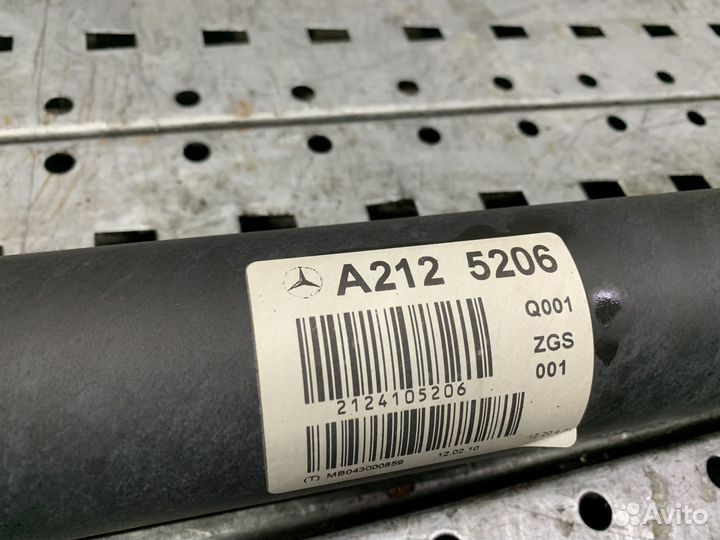 A212 5206
Q001
ZGS
001
2124105206
(T) MB043000859 12.02.10
Avito